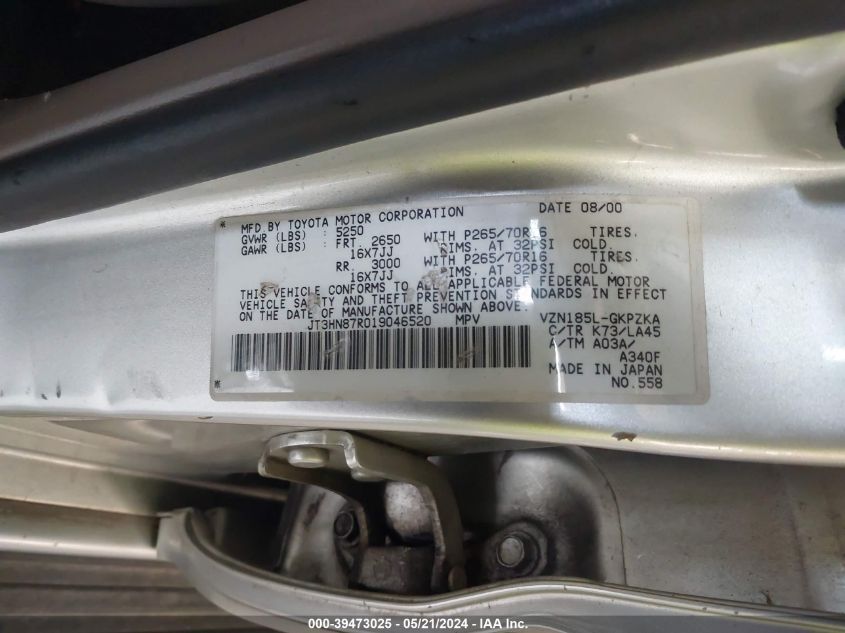 * MFD.BY TOYOTA MOTOR CORPORATION DATE 08/00
GVWR (LBS) : 5250
GAWR (LBS) : FRT. 2650 WITH P265/70R16 TIRES.
16X7JJ RIMS. AT 32PSI COLD.
RR. 3000 WITH P265/70R16 TIRES.
16X7JJ RIMS. AT 32PSI COLD.
THIS VEHICLE CONFORMS TO ALL APPLICABLE FEDERAL MOTOR
VEHICLE SAFETY AND THEFT PREVENTION STANDARDS IN EFFECT
ON THE DATE OF MANUFACTURE SHOWN ABOVE.
JT3HN87R019046520 MPV VZN185L-GKPZKA
C/TR K73/LA45
A/TM A03A/
A340F
MADE IN JAPAN
* NO.558
000-39473025 - 05/21/2024 - IAA Inc.